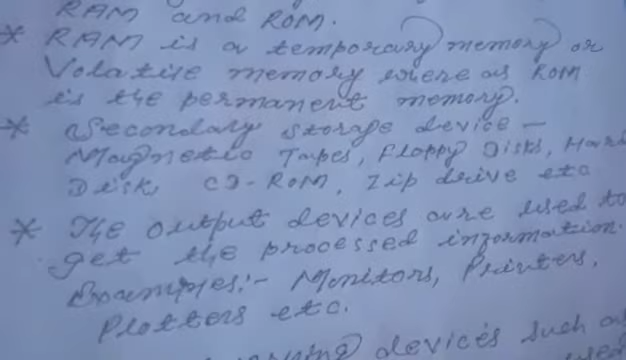 RAM and ROM.
* RAM is a temporary memory or
Volatile memory where as ROM
is the permanent memory.
* Secondary storage device –
Magnetic Tapes, Floppy Disks, Hard
Disk, CD-ROM, Zip drive etc
* The output devices are used to
get the processed information.
Examples:- Monitors, Printers,
Plotters etc.
devices such as
used